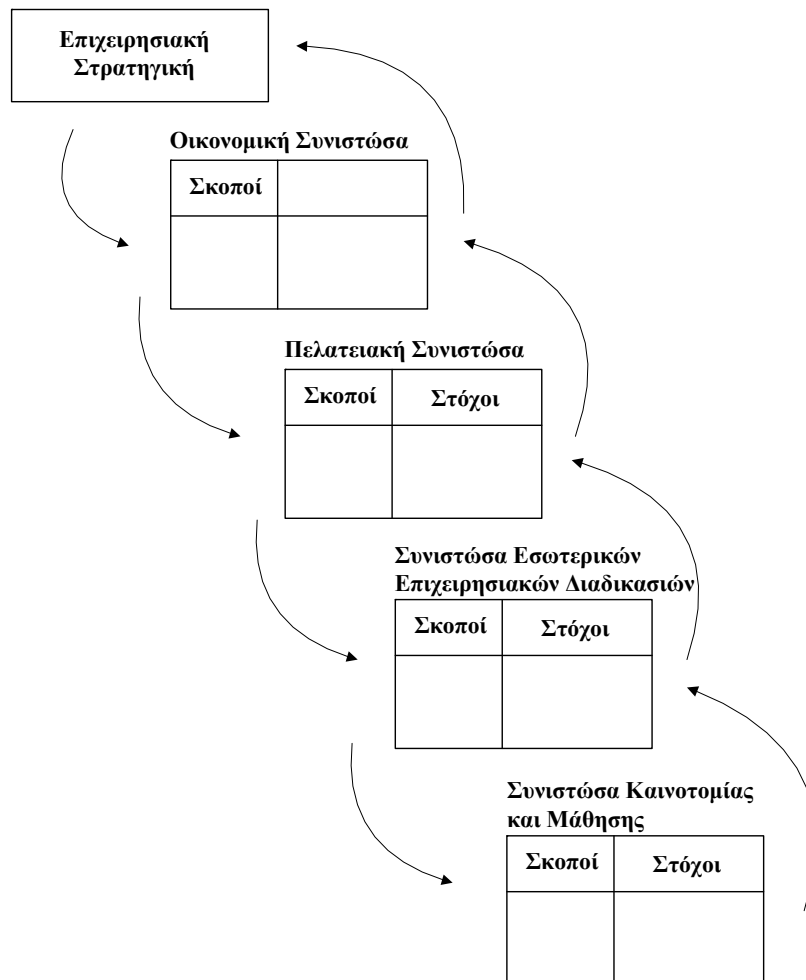 Επιχειρησιακή
Στρατηγική
Οικονομική Συνιστώσα
Σκοποί
Πελατειακή Συνιστώσα
Σκοποί Στόχοι
Συνιστώσα Εσωτερικών
Επιχειρησιακών Διαδικασιών
Σκοποί Στόχοι
Συνιστώσα Καινοτομίας
και Μάθησης
Σκοποί Στόχοι